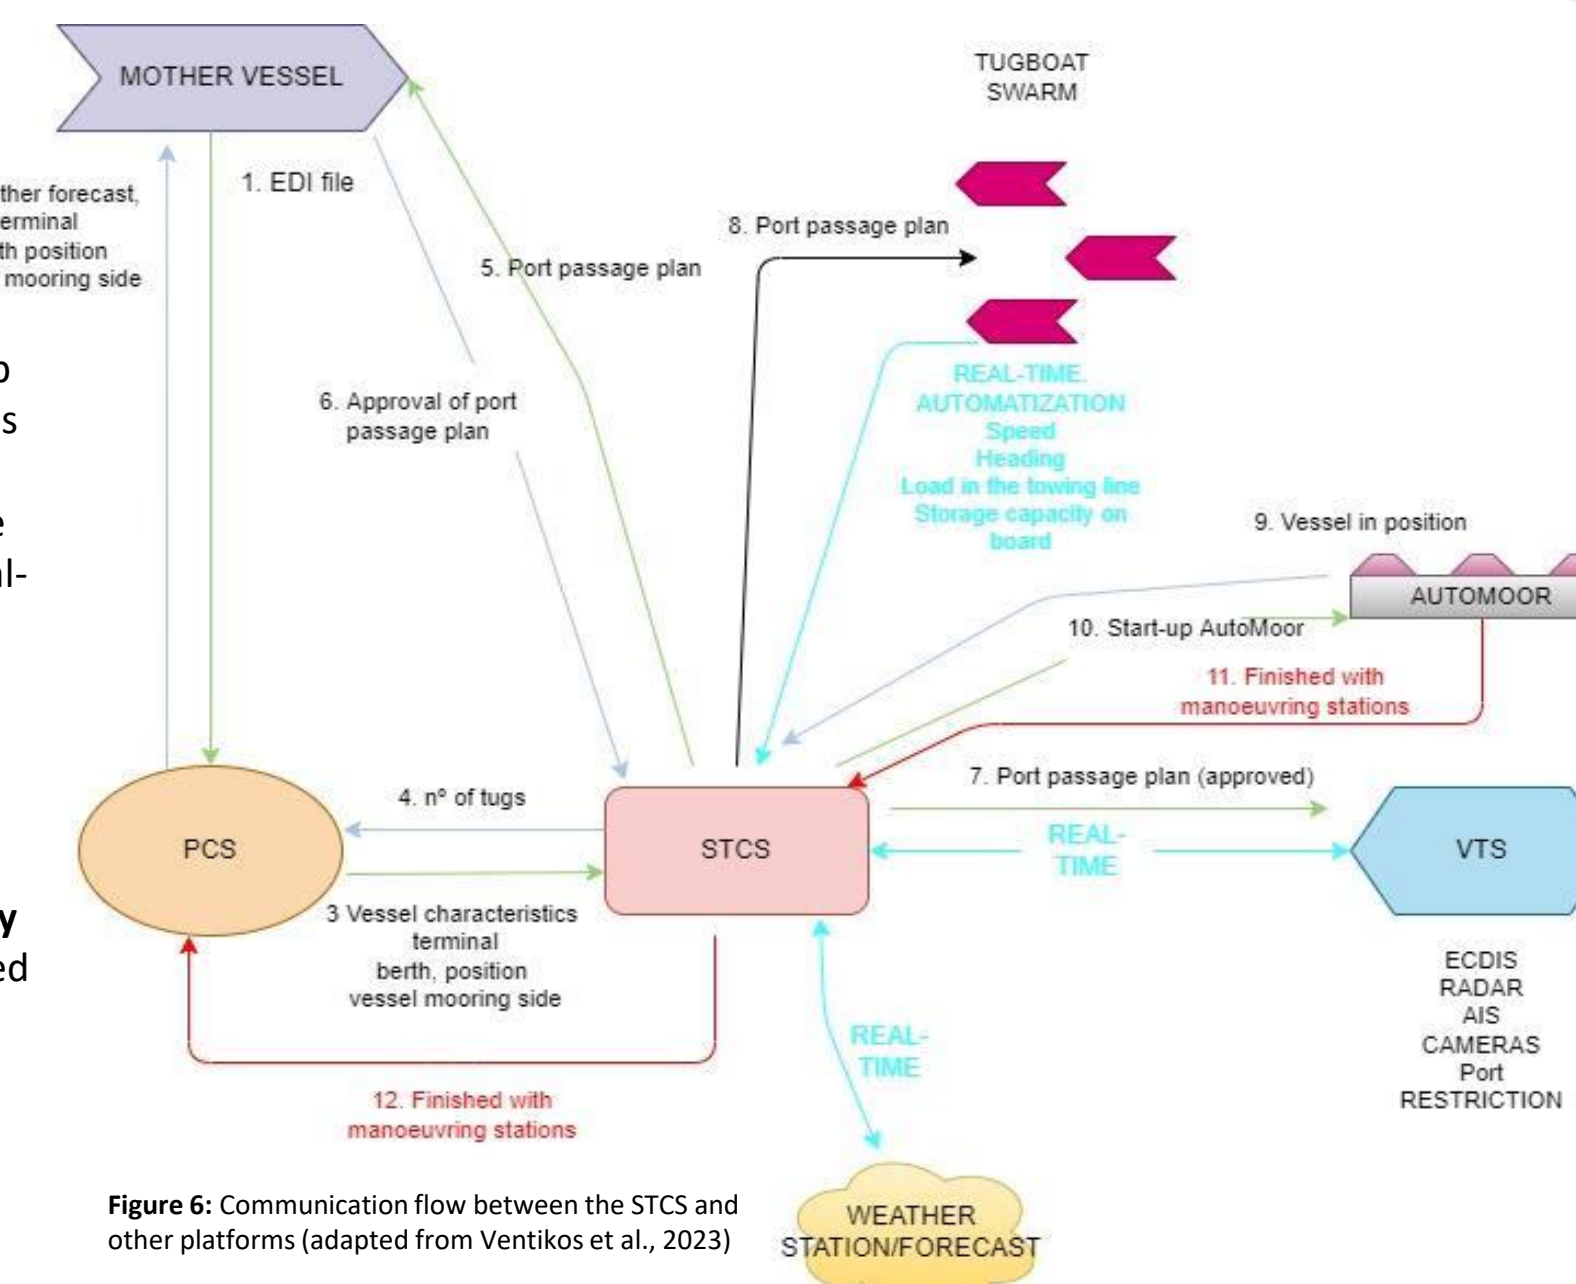 MOTHER VESSEL
TUGBOAT
SWARM
1. EDI file
ther forecast,
erminal
th position
mooring side
8. Port passage plan
5. Port passage plan
6. Approval of port
passage plan
REAL-TIME.
AUTOMATIZATION
Speed
Heading
Load in the towing line
Storage capacity on
board
s
e
al-
9. Vessel in position
AUTOMOOR
10. Start-up AutoMoor
11. Finished with
manoeuvring stations
7. Port passage plan (approved)
4. nº of tugs
PCS
STCS
REAL-
TIME
VTS
3 Vessel characteristics
terminal
berth, position
vessel mooring side
y
ed
ECDIS
RADAR
AIS
CAMERAS
Port
RESTRICTION
REAL-
TIME
12. Finished with
manoeuvring stations
Figure 6: Communication flow between the STCS and
other platforms (adapted from Ventikos et al., 2023)
WEATHER
STATION/FORECAST